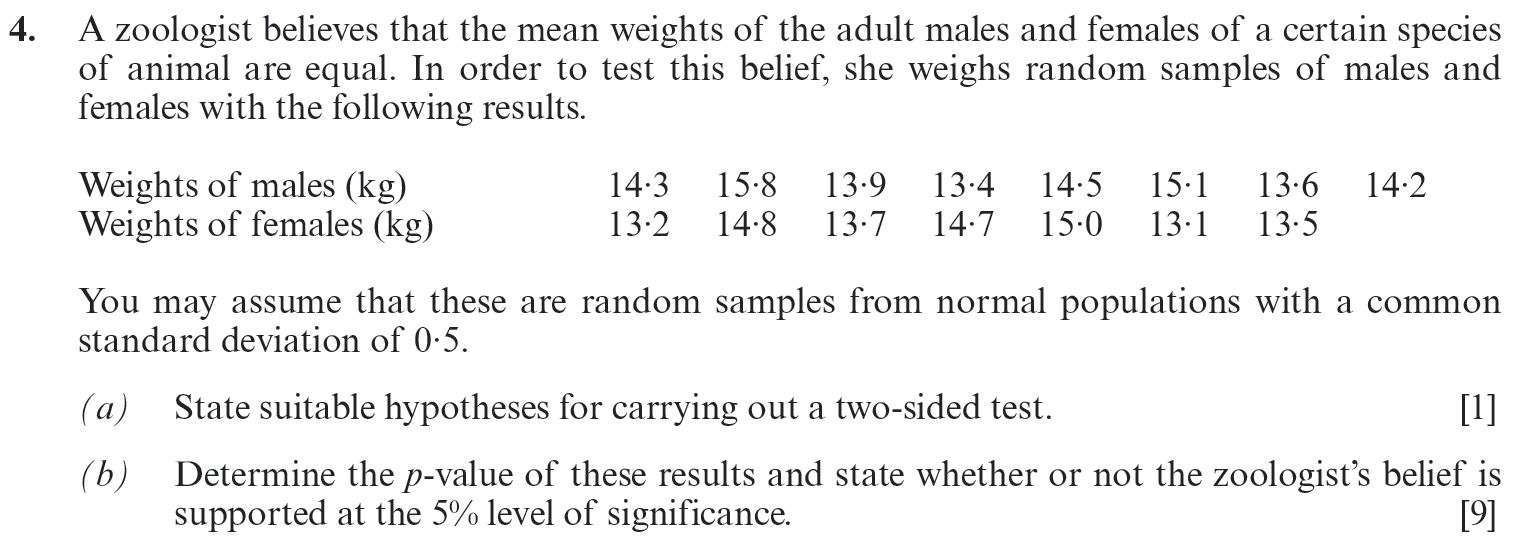 4. A zoologist believes that the mean weights of the adult males and females of a certain species
of animal are equal. In order to test this belief, she weighs random samples of males and
females with the following results.
Weights of males (kg) 14·3 15·8 13·9 13·4 14·5 15·1 13·6 14·2
Weights of females (kg) 13·2 14·8 13·7 14·7 15·0 13·1 13·5
You may assume that these are random samples from normal populations with a common
standard deviation of 0·5.
(a) State suitable hypotheses for carrying out a two-sided test. [1]
(b) Determine the p-value of these results and state whether or not the zoologist’s belief is
supported at the 5% level of significance. [9]